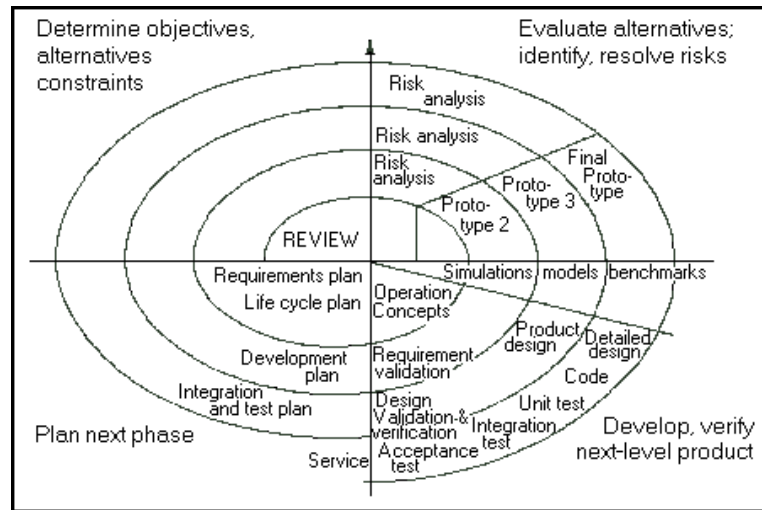 Determine objectives,
alternatives
constraints
Evaluate alternatives;
identify, resolve risks
Risk
analysis
Risk analysis
Risk
analysis
Proto-
type 2
Proto-
type 3
Final
Proto-
type
REVIEW
Requirements plan
Life cycle plan
Development
plan
Integration
and test plan
Plan next phase
Simulations models benchmarks
Operation
Concepts
Requirement
validation
Product
design
Detailed
design
Code
Unit test
Integration
test
Design
Validation-&
verification
Acceptance
test
Service
Develop, verify
next-level product